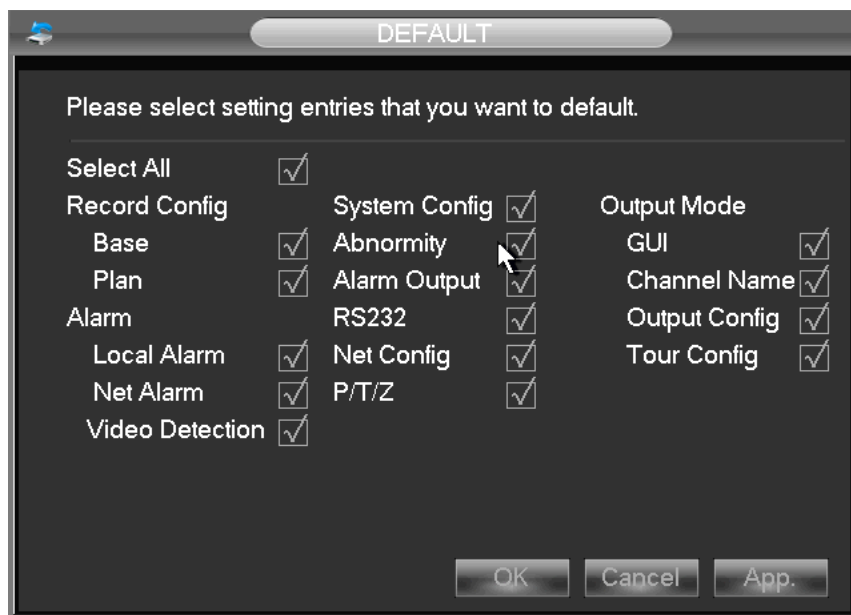 DEFAULT
Please select setting entries that you want to default.
Select All
Record Config System Config Output Mode
Base Abnormity GUI
Plan Alarm Output Channel Name
Alarm RS232 Output Config
Local Alarm Net Config Tour Config
Net Alarm P/T/Z
Video Detection
OK Cancel App.